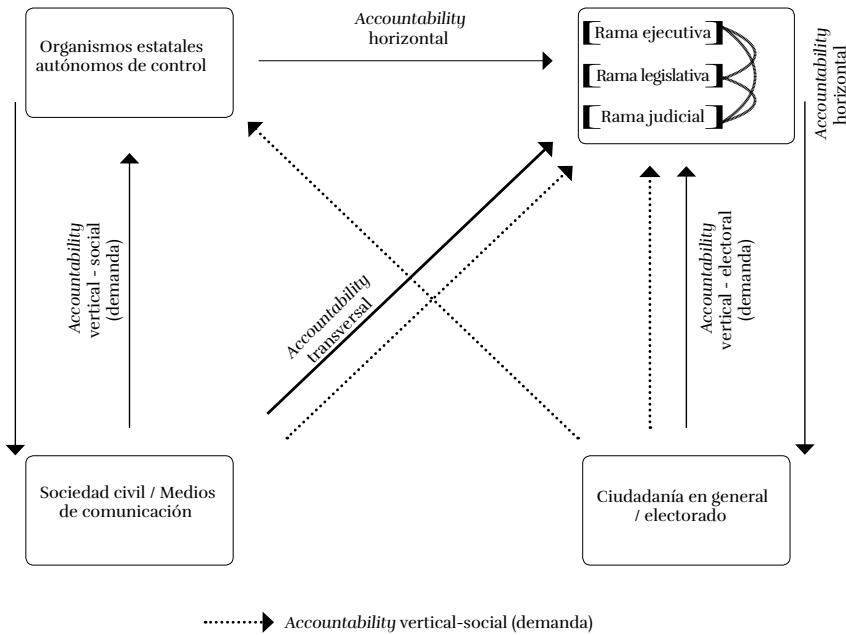 Organismos estatales
autónomos de control
Accountability
horizontal
Rama ejecutiva
Rama legislativa
Rama judicial
Accountability
horizontal
Accountability
vertical - social
(demanda)
Accountability
transversal
Accountability
vertical - electoral
(demanda)
Sociedad civil / Medios
de comunicación
Ciudadanía en general
/ electorado
Accountability vertical-social (demanda)